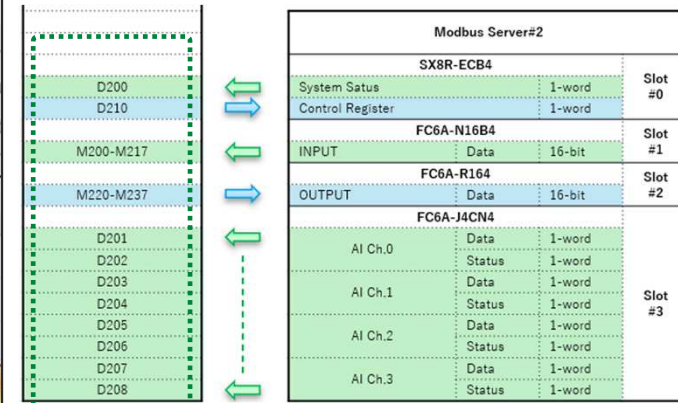 Modbus Server#2
SX8R-ECB4
Slot
#0
D200
System Satus
1-word
D210
Control Register
1-word
FC6A-N16B4
Slot
#1
M200-M217
INPUT
Data
16-bit
FC6A-R164
Slot
#2
M220-M237
OUTPUT
Data
16-bit
FC6A-J4CN4
Slot
#3
D201
AI Ch.0
Data
1-word
D202
Status
1-word
D203
AI Ch.1
Data
1-word
D204
Status
1-word
D205
AI Ch.2
Data
1-word
D206
Status
1-word
D207
AI Ch.3
Data
1-word
D208
Status
1-word